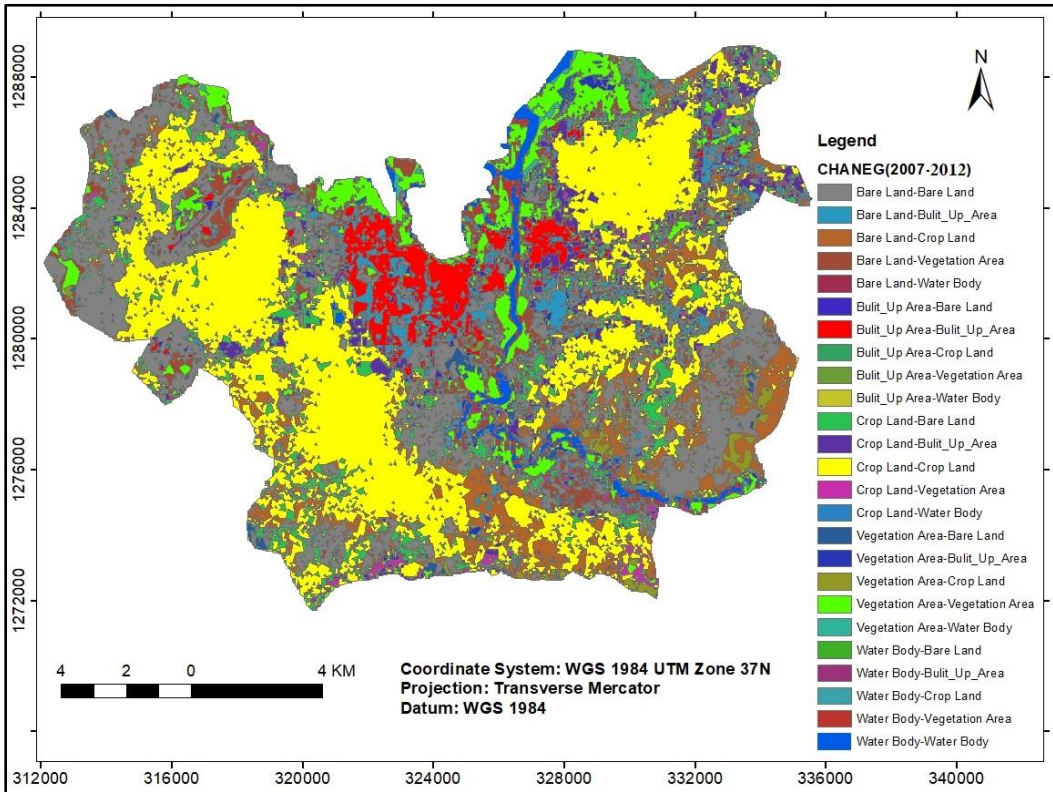 N
Legend
CHANEG(2007-2012)
Bare Land-Bare Land
Bare Land-Bulit_Up_Area
Bare Land-Crop Land
Bare Land-Vegetation Area
Bare Land-Water Body
Bulit_Up Area-Bare Land
Bulit_Up Area-Bulit_Up_Area
Bulit_Up Area-Crop Land
Bulit_Up Area-Vegetation Area
Bulit_Up Area-Water Body
Crop Land-Bare Land
Crop Land-Bulit_Up_Area
Crop Land-Crop Land
Crop Land-Vegetation Area
Crop Land-Water Body
Vegetation Area-Bare Land
Vegetation Area-Bulit_Up_Area
Vegetation Area-Crop Land
Vegetation Area-Vegetation Area
Vegetation Area-Water Body
Water Body-Bare Land
Water Body-Bulit_Up_Area
Water Body-Crop Land
Water Body-Vegetation Area
Water Body-Water Body
1288000
1284000
1280000
1276000
1272000
4 2 0 4 KM
Coordinate System: WGS 1984 UTM Zone 37N
Projection: Transverse Mercator
Datum: WGS 1984
312000 316000 320000 324000 328000 332000 336000 340000